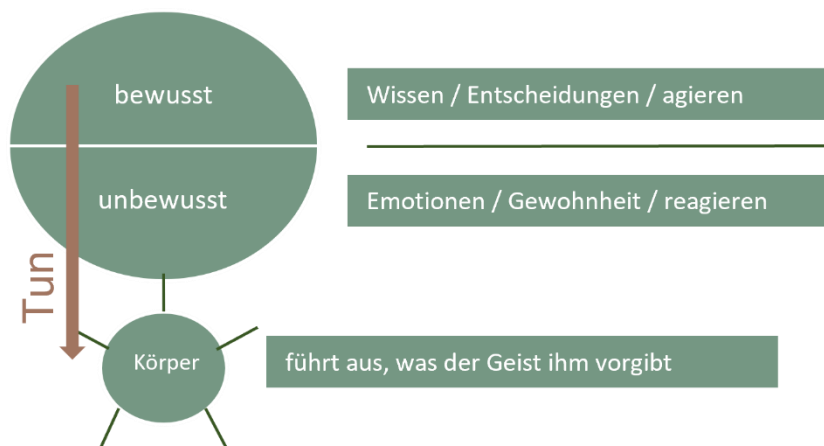 bewusst
Wissen / Entscheidungen / agieren
unbewusst
Emotionen / Gewohnheit / reagieren
Tun
Körper
führt aus, was der Geist ihm vorgibt